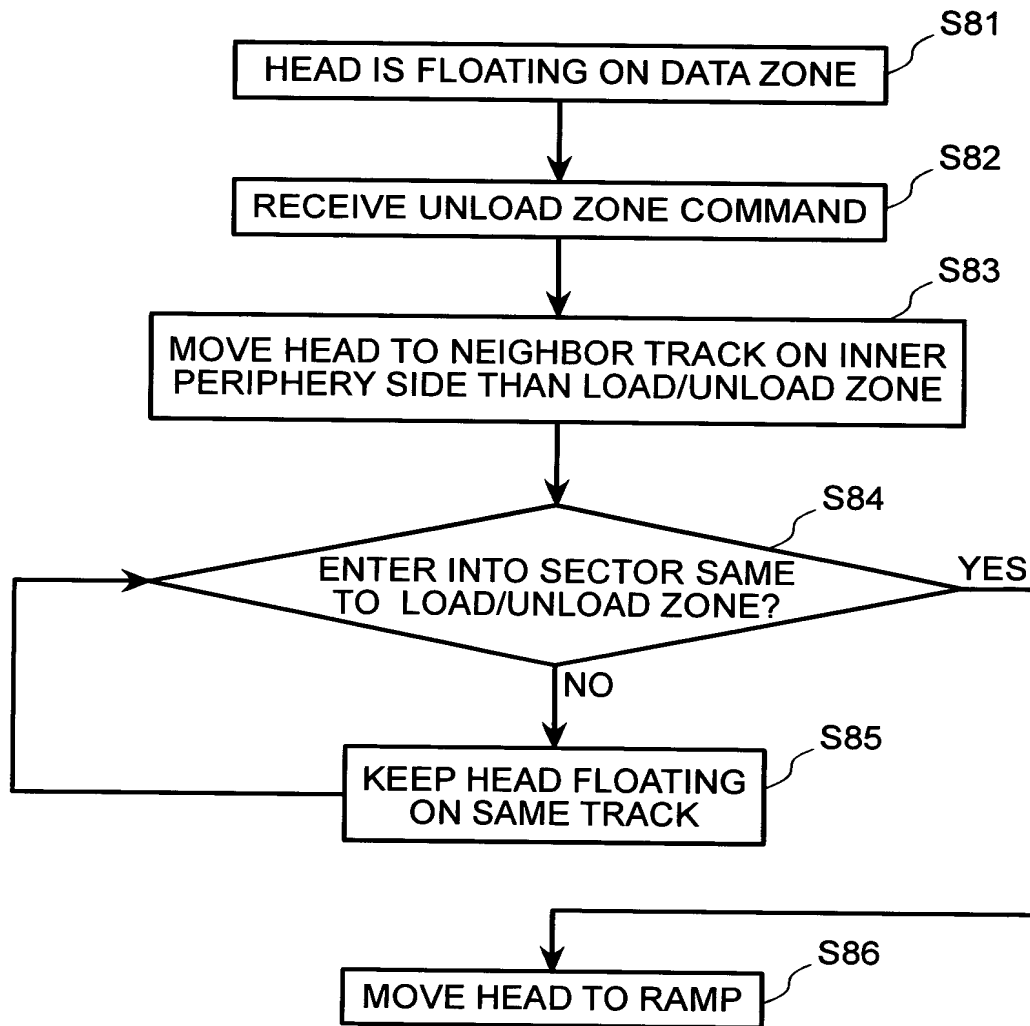 S81
HEAD IS FLOATING ON DATA ZONE
S82
RECEIVE UNLOAD ZONE COMMAND
S83
MOVE HEAD TO NEIGHBOR TRACK ON INNER
PERIPHERY SIDE THAN LOAD/UNLOAD ZONE
S84
ENTER INTO SECTOR SAME
TO LOAD/UNLOAD ZONE?
YES
NO
S85
KEEP HEAD FLOATING
ON SAME TRACK
S86
MOVE HEAD TO RAMP